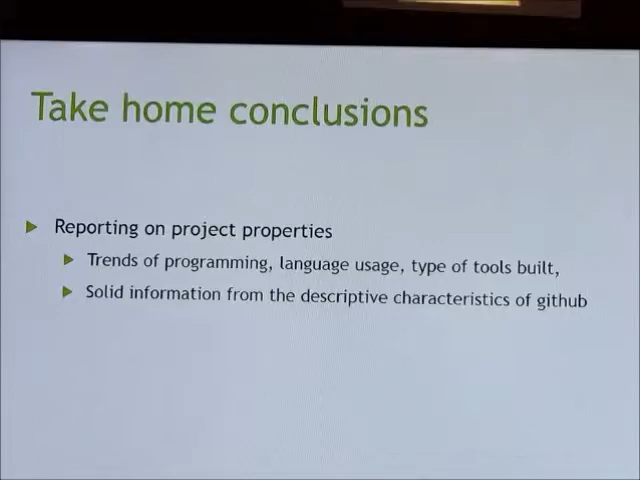 Take home conclusions
Reporting on project properties
Trends of programming, language usage, type of tools built,
Solid information from the descriptive characteristics of github